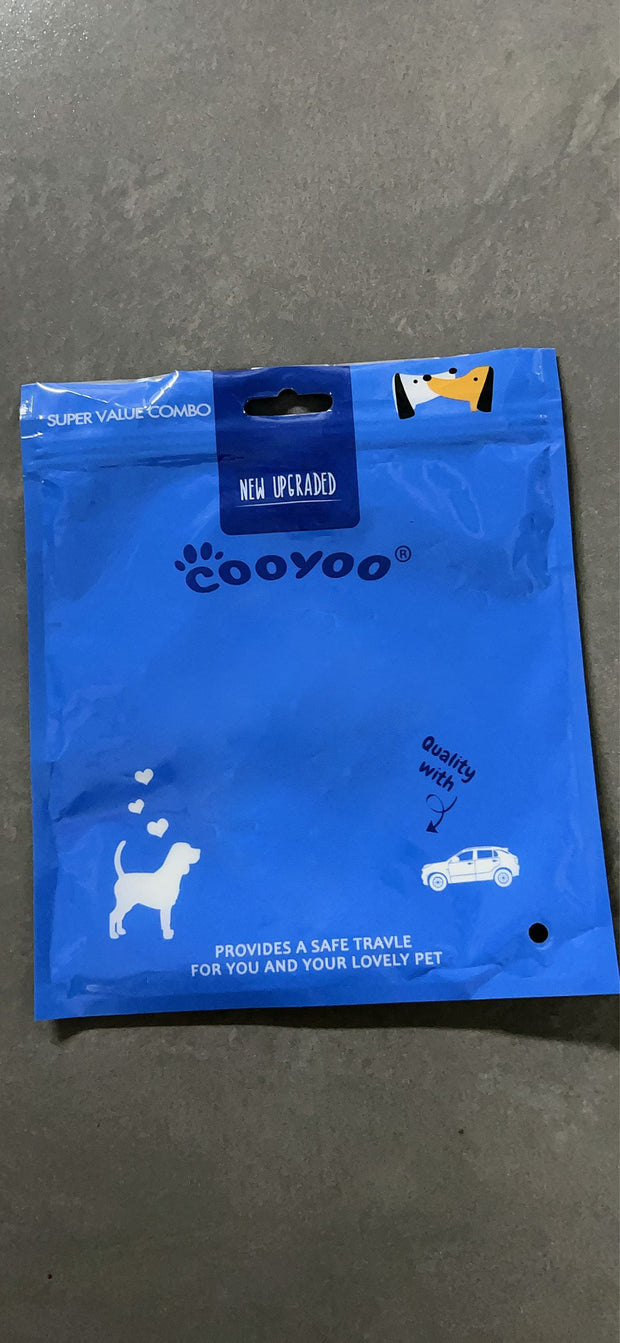 SUPER VALUE COMBO
NEW UPGRADED
COOYOO®
Quality
with
PROVIDES A SAFE TRAVLE
FOR YOU AND YOUR LOVELY PET